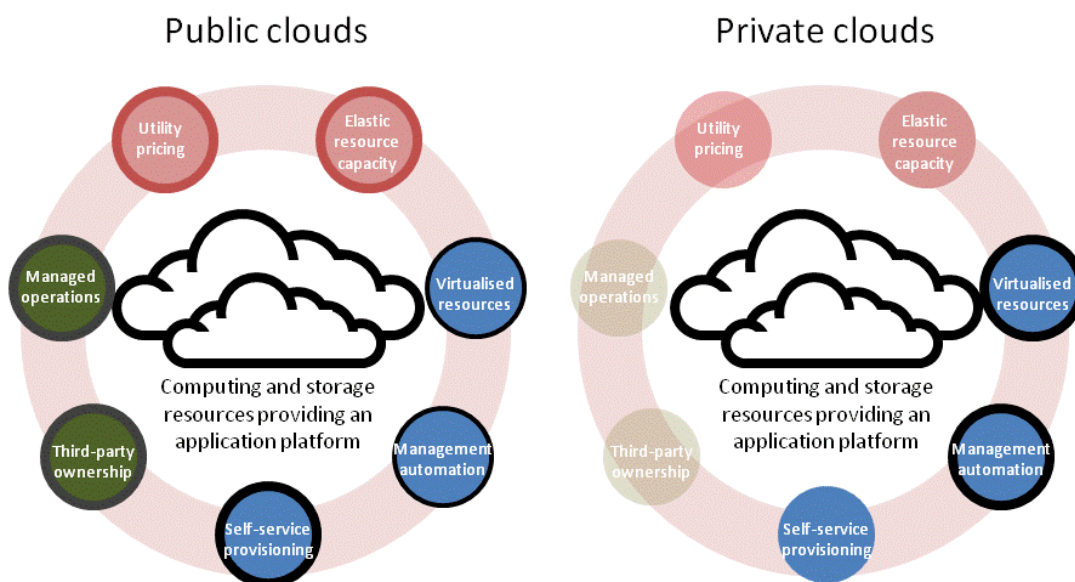 Public clouds
Utility
pricing
Elastic
resource
capacity
Managed
operations
Virtualised
resources
Computing and storage
resources providing an
application platform
Third-party
ownership
Management
automation
Self-service
provisioning
Private clouds
Utility
pricing
Elastic
resource
capacity
Managed
operations
Virtualised
resources
Computing and storage
resources providing an
application platform
Third-party
ownership
Management
automation
Self-service
provisioning